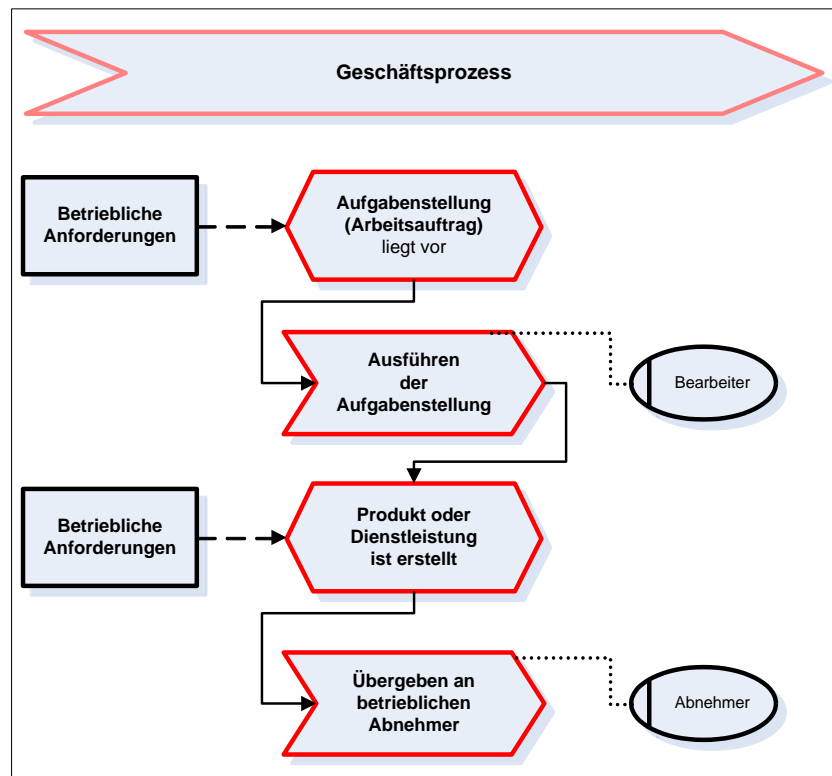 Geschäftsprozess
Betriebliche
Anforderungen
Aufgabenstellung
(Arbeitsauftrag)
liegt vor
Ausführen
der
Aufgabenstellung
Bearbeiter
Betriebliche
Anforderungen
Produkt oder
Dienstleistung
ist erstellt
Übergeben an
betrieblichen
Abnehmer
Abnehmer